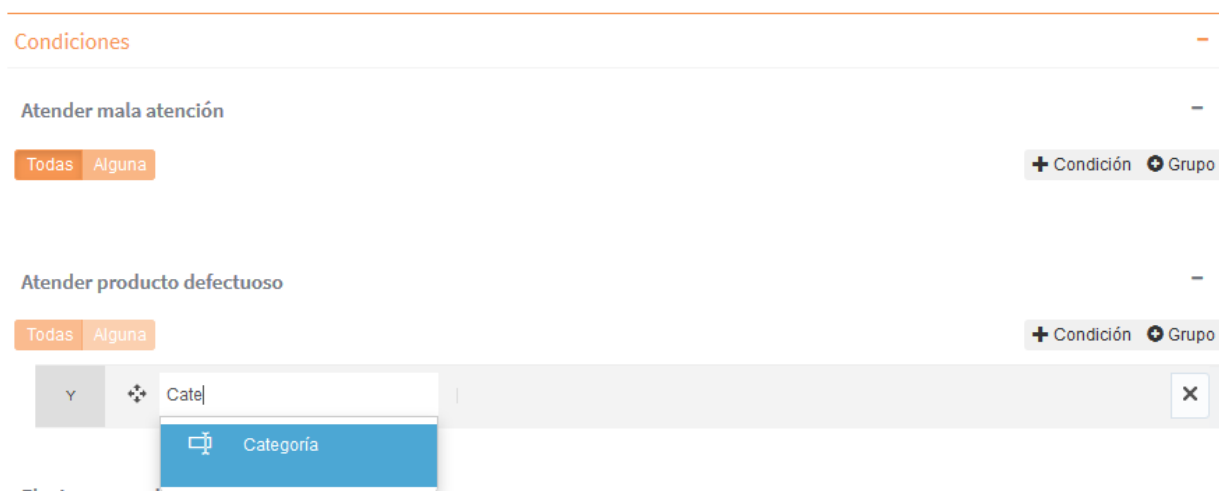 Condiciones
Atender mala atención
Todas Alguna + Condición Grupo
Atender producto defectuoso
Todas Alguna + Condición Grupo
Y Cate
Categoría